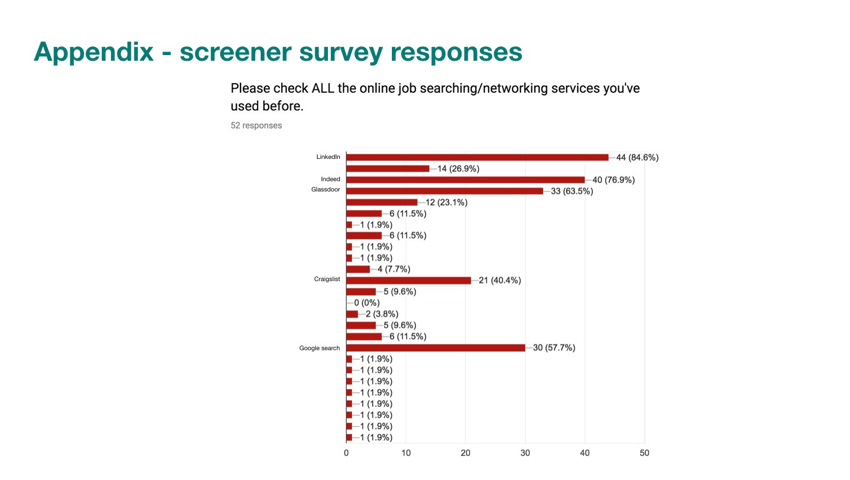 Appendix - screener survey responses
Please check ALL the online job searching/networking services you've
used before.
52 responses
LinkedIn 44 (84.6%)
14 (26.9%)
Indeed 40 (76.9%)
Glassdoor 33 (63.5%)
12 (23.1%)
6 (11.5%)
1 (1.9%)
6 (11.5%)
1 (1.9%)
1 (1.9%)
4 (7.7%)
Craigslist 21 (40.4%)
5 (9.6%)
0 (0%)
2 (3.8%)
5 (9.6%)
6 (11.5%)
Google search 30 (57.7%)
1 (1.9%)
1 (1.9%)
1 (1.9%)
1 (1.9%)
1 (1.9%)
1 (1.9%)
1 (1.9%)
1 (1.9%)
0 10 20 30 40 50